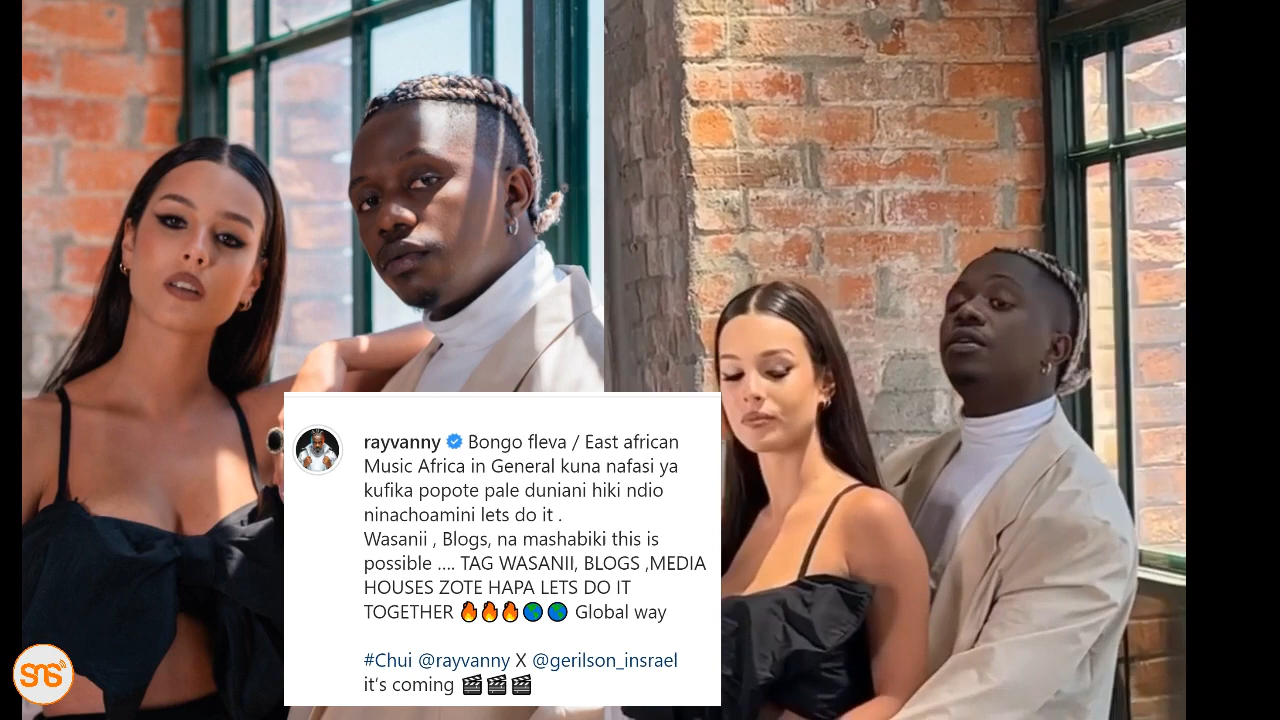 rayvanny Bongo fleva / East african
Music Africa in General kuna nafasi ya
kufika popote pale duniani hiki ndio
ninachoamini lets do it .
Wasanii , Blogs, na mashabiki this is
possible .... TAG WASANII, BLOGS ,MEDIA
HOUSES ZOTE HAPA LETS DO IT
TOGETHER 🔥🔥🔥🌎🌎 Global way
#Chui @rayvanny X @gerilson_insrael
it's coming 🎬🎬🎬
SNS